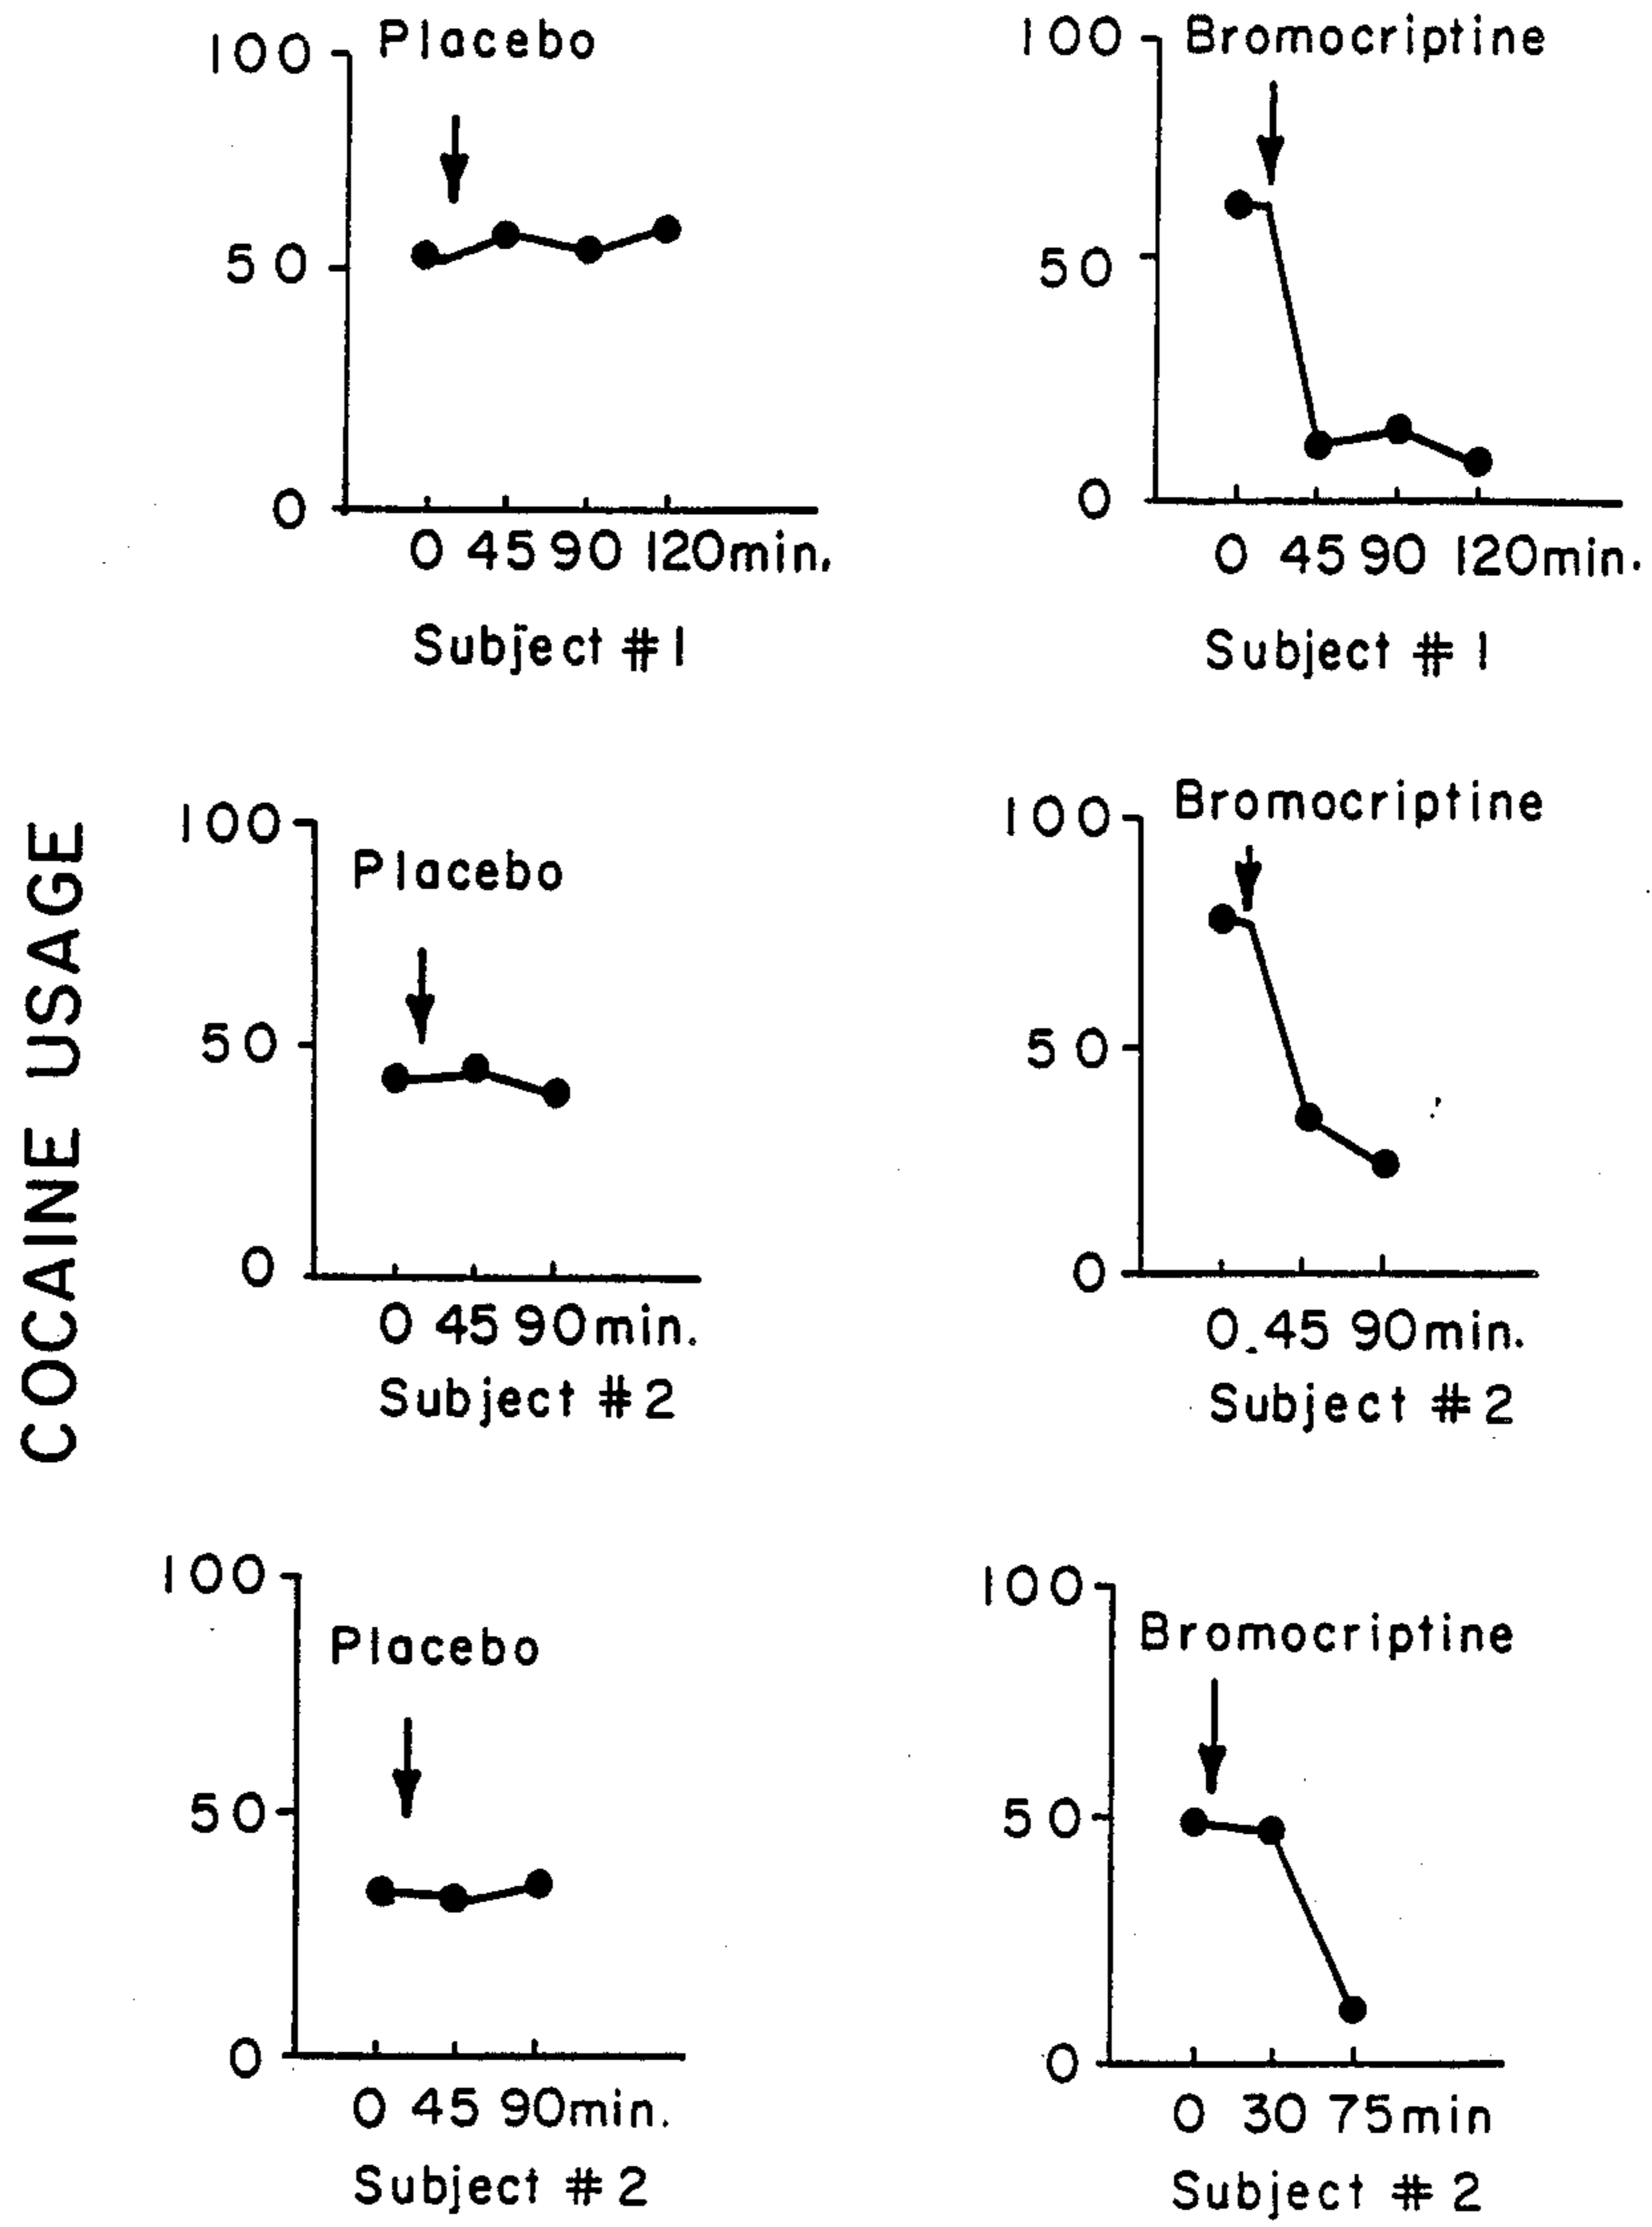 COCAINE USAGE
100 Placebo
50
0
0 45 90 120min.
Subject #1
100 Bromocriptine
50
0
0 45 90 120min.
Subject #1
100
Placebo
50
0
0 45 90min.
Subject #2
100 Bromocriptine
50
0
0 45 90min.
Subject #2
100
Placebo
50
0
0 45 90min.
Subject #2
100
Bromocriptine
50
0
0 30 75min
Subject #2